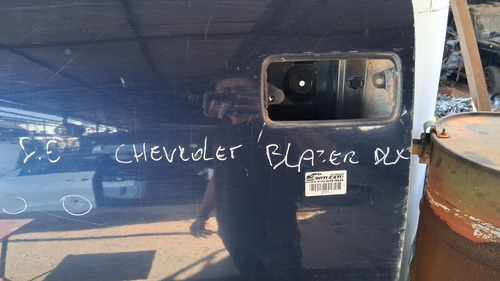 D.E CHEVROLET BLAZER DLX